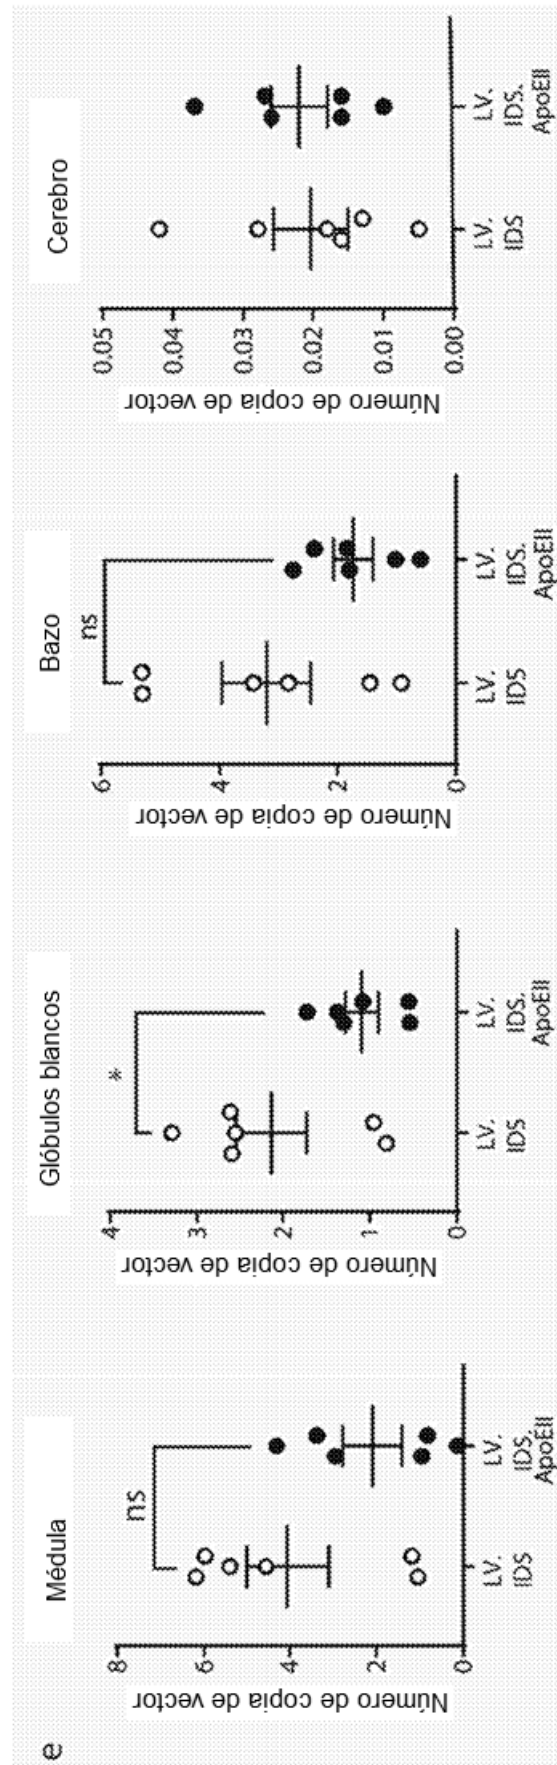 e
Médula
Número de copia de vector
8
6
4
2
0
ns
LV.
IDS
LV.
IDS.
ApoEII
Glóbulos blancos
Número de copia de vector
4
3
2
1
0
*
LV.
IDS
LV.
IDS.
ApoEII
Bazo
Número de copia de vector
6
4
2
0
ns
LV.
IDS
LV.
IDS.
ApoEII
Cerebro
Número de copia de vector
0.05
0.04
0.03
0.02
0.01
0.00
LV.
IDS
LV.
IDS.
ApoEII